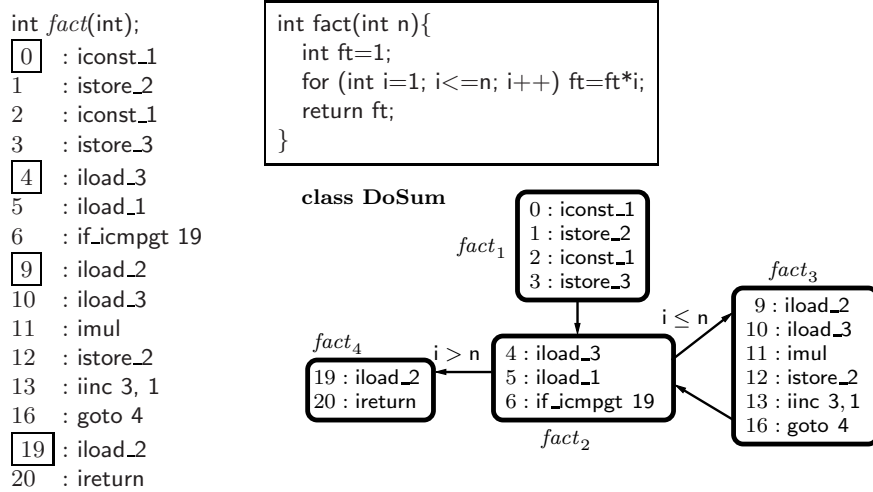 int fact(int);
0 : iconst_1
1 : istore_2
2 : iconst_1
3 : istore_3
4 : iload_3
5 : iload_1
6 : if_icmpgt 19
9 : iload_2
10 : iload_3
11 : imul
12 : istore_2
13 : iinc 3, 1
16 : goto 4
19 : iload_2
20 : ireturn
int fact(int n){
int ft=1;
for (int i=1; i<=n; i++) ft=ft*i;
return ft;
}
class DoSum
fact₁
0 : iconst_1
1 : istore_2
2 : iconst_1
3 : istore_3
fact₄
19 : iload_2
20 : ireturn
i > n
4 : iload_3
5 : iload_1
6 : if_icmpgt 19
fact₂
i ≤ n
fact₃
9 : iload_2
10 : iload_3
11 : imul
12 : istore_2
13 : iinc 3, 1
16 : goto 4